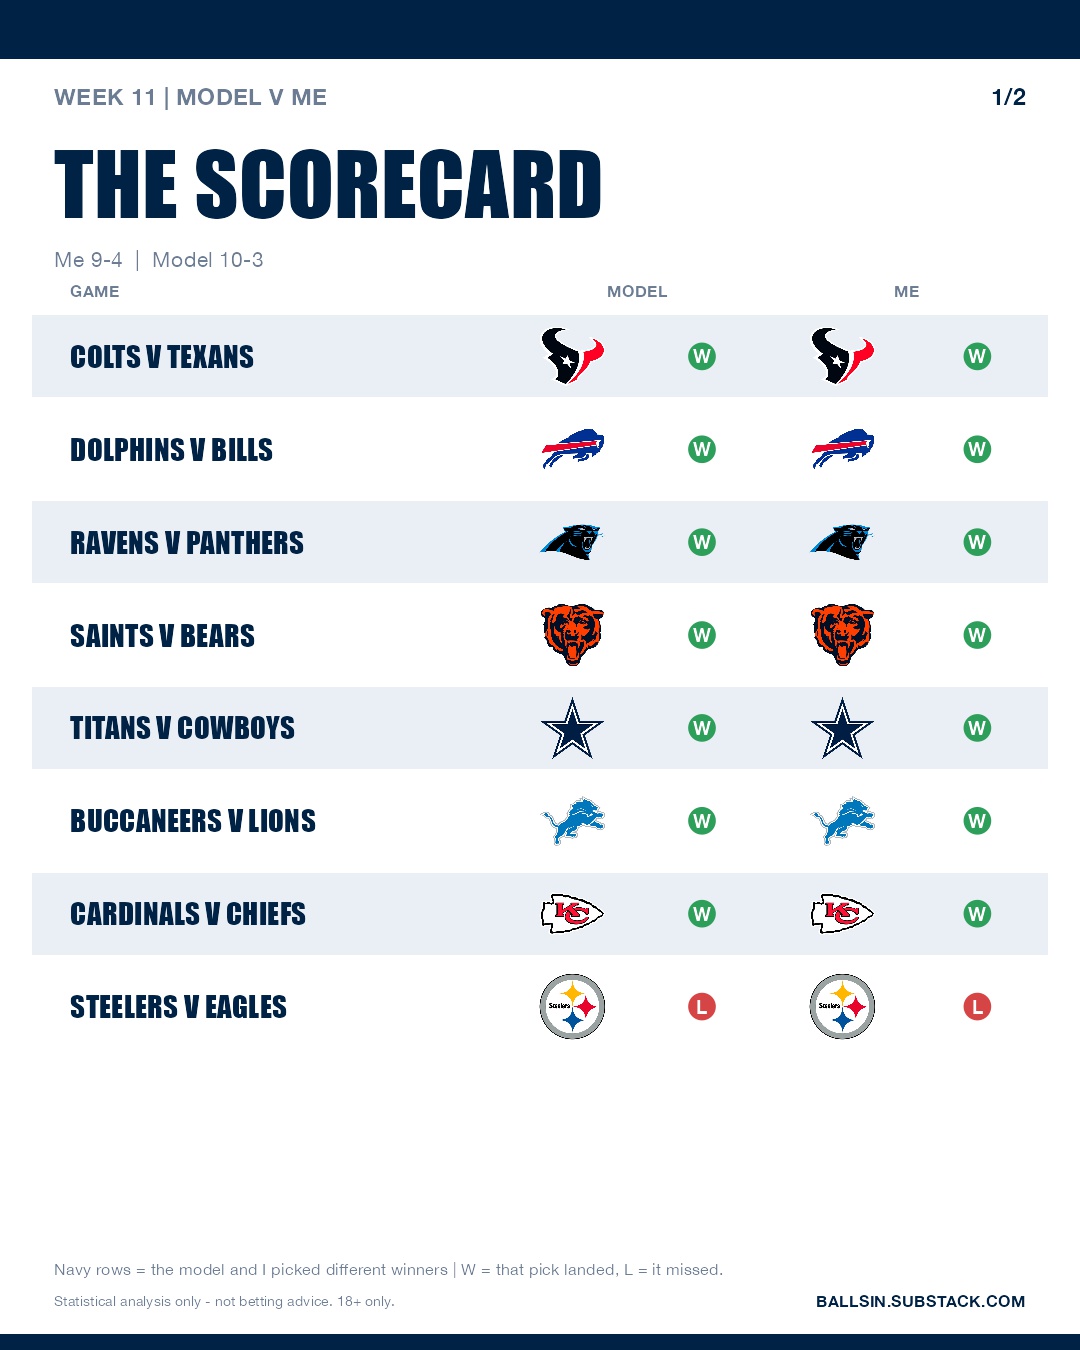 WEEK 11 | MODEL V ME 1/2
THE SCORECARD
Me 9-4 | Model 10-3
GAME MODEL ME
COLTS V TEXANS W W
DOLPHINS V BILLS W W
RAVENS V PANTHERS W W
SAINTS V BEARS W W
TITANS V COWBOYS W W
BUCCANEERS V LIONS W W
CARDINALS V CHIEFS KC W KC W
STEELERS V EAGLES Steelers L Steelers L
Navy rows = the model and I picked different winners | W = that pick landed, L = it missed.
Statistical analysis only - not betting advice. 18+ only. BALLSIN.SUBSTACK.COM